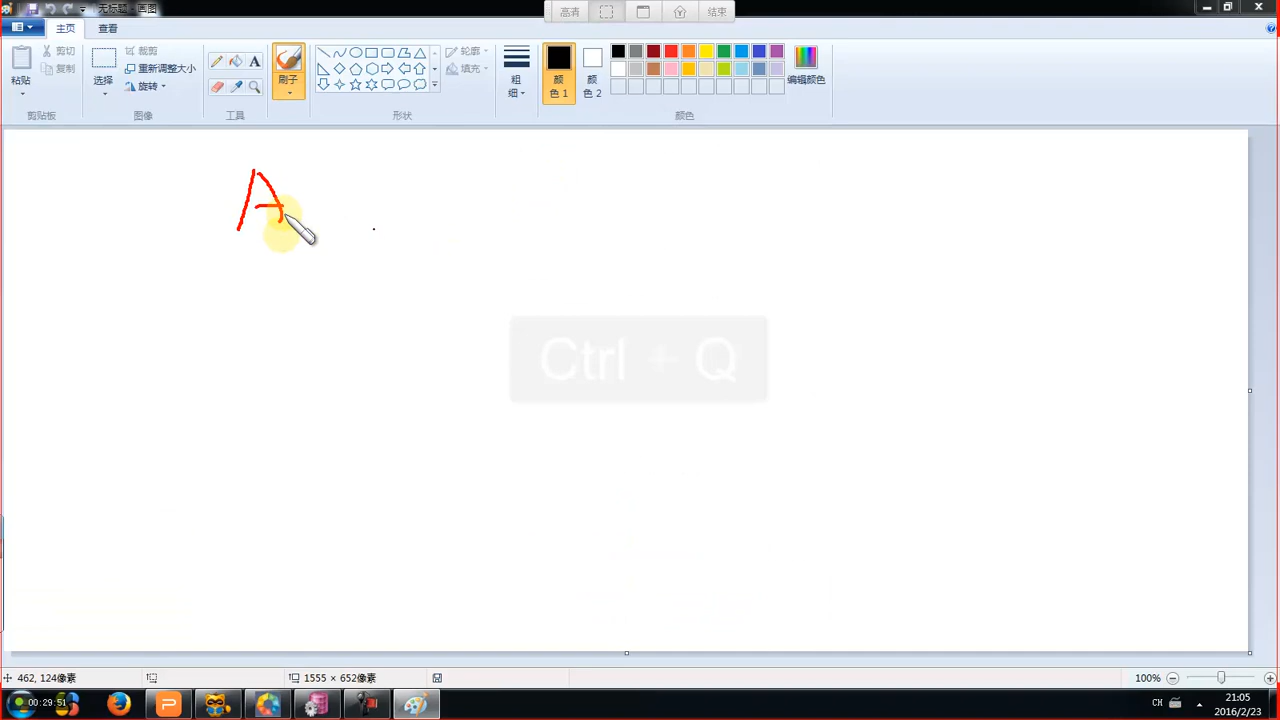 无标题 - 画图
高清
结束
主页
查看
粘贴
剪切
复制
剪贴板
选择
裁剪
重新调整大小
旋转
图像
A
工具
刷子
形状
轮廓
填充
粗细
颜色 1
颜色 2
编辑颜色
颜色
A
Ctrl + Q
462, 124像素
1555 × 652像素
100%
00:29:51
P
CH
21:05
2016/2/23